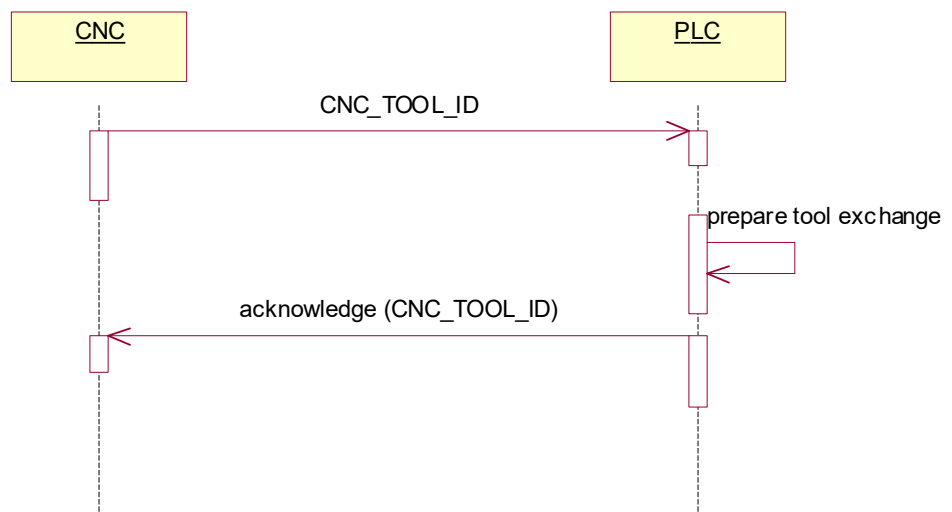 CNC
PLC
CNC_TOOL_ID
prepare tool exchange
acknowledge (CNC_TOOL_ID)